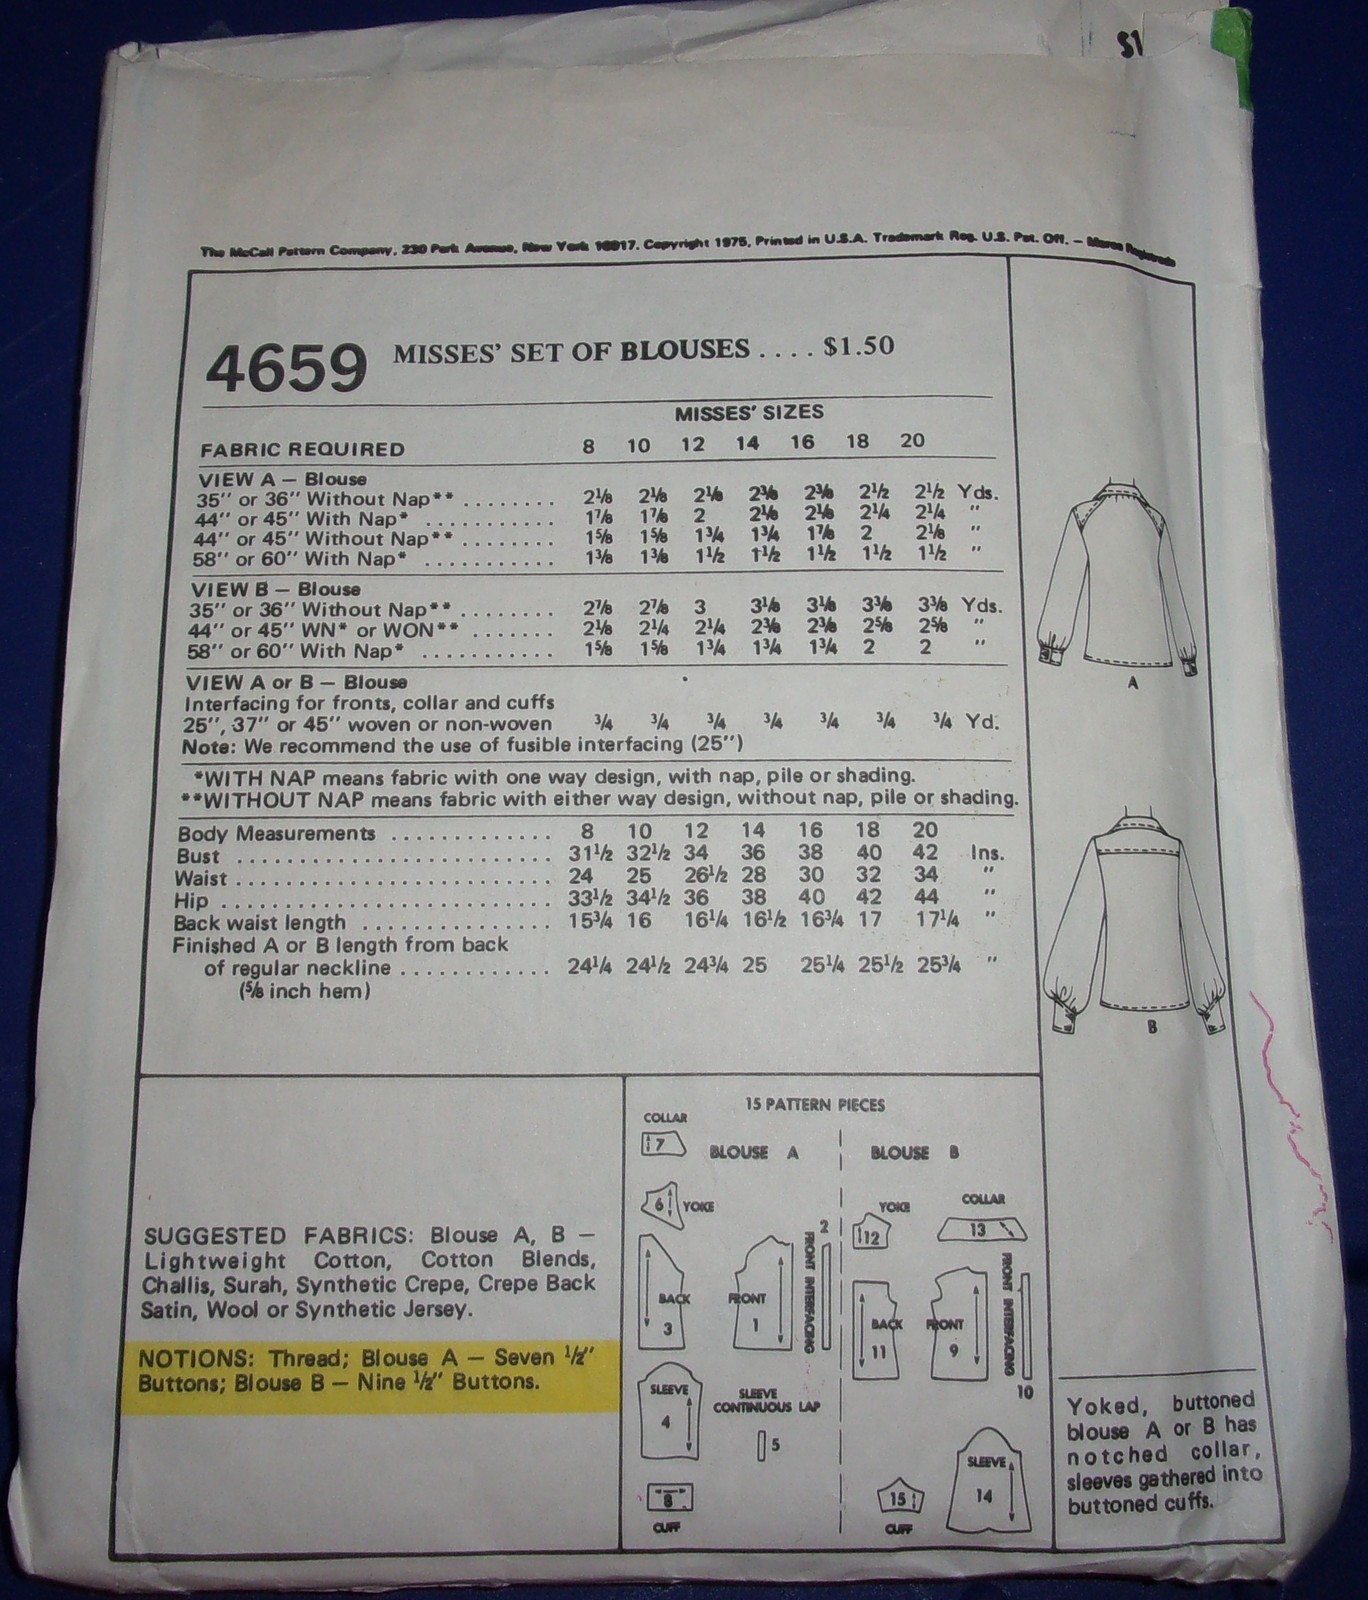 SI
The McCall Pattern Company, 230 Park Avenue, New York 10017. Copyright 1975, Printed in U.S.A. Trademark Reg. U.S. Pat. Off. – Marca Registrada
4659 MISSES' SET OF BLOUSES .... $1.50
MISSES' SIZES
FABRIC REQUIRED 8 10 12 14 16 18 20
VIEW A – Blouse
35" or 36" Without Nap** ........ 2⅛ 2⅛ 2⅛ 2⅜ 2⅜ 2½ 2½ Yds.
44" or 45" With Nap* ........... 1⅞ 1⅞ 2 2⅛ 2⅛ 2¼ 2¼ "
44" or 45" Without Nap** ........ 1⅝ 1⅝ 1¾ 1¾ 1⅞ 2 2⅛ "
58" or 60" With Nap* ........... 1⅜ 1⅜ 1½ 1½ 1½ 1½ 1½ "
VIEW B – Blouse
35" or 36" Without Nap** ........ 2⅞ 2⅞ 3 3⅛ 3⅛ 3⅜ 3⅜ Yds.
44" or 45" WN* or WON** ....... 2⅛ 2¼ 2¼ 2⅜ 2⅜ 2⅝ 2⅝ "
58" or 60" With Nap* ........... 1⅝ 1⅝ 1¾ 1¾ 1¾ 2 2 "
VIEW A or B – Blouse
Interfacing for fronts, collar and cuffs
25", 37" or 45" woven or non-woven ¾ ¾ ¾ ¾ ¾ ¾ ¾ Yd.
Note: We recommend the use of fusible interfacing (25")
*WITH NAP means fabric with one way design, with nap, pile or shading.
**WITHOUT NAP means fabric with either way design, without nap, pile or shading.
Body Measurements ............. 8 10 12 14 16 18 20
Bust ......................... 31½ 32½ 34 36 38 40 42 Ins.
Waist ......................... 24 25 26½ 28 30 32 34 "
Hip .......................... 33½ 34½ 36 38 40 42 44 "
Back waist length ............... 15¾ 16 16¼ 16½ 16¾ 17 17¼ "
Finished A or B length from back
of regular neckline ............ 24¼ 24½ 24¾ 25 25¼ 25½ 25¾ "
(⅝ inch hem)
A
B
SUGGESTED FABRICS: Blouse A, B –
Lightweight Cotton, Cotton Blends,
Challis, Surah, Synthetic Crepe, Crepe Back
Satin, Wool or Synthetic Jersey.
NOTIONS: Thread; Blouse A – Seven ½"
Buttons; Blouse B – Nine ½" Buttons.
15 PATTERN PIECES
BLOUSE A
COLLAR
7
6 YOKE
BACK
3
FRONT
1
2
FRONT INTERFACING
SLEEVE
4
SLEEVE
CONTINUOUS LAP
5
8
CUFF
BLOUSE B
YOKE
12
COLLAR
13
BACK
11
FRONT
9
FRONT INTERFACING
10
15
CUFF
SLEEVE
14
Yoked, buttoned
blouse A or B has
notched collar,
sleeves gathered into
buttoned cuffs.